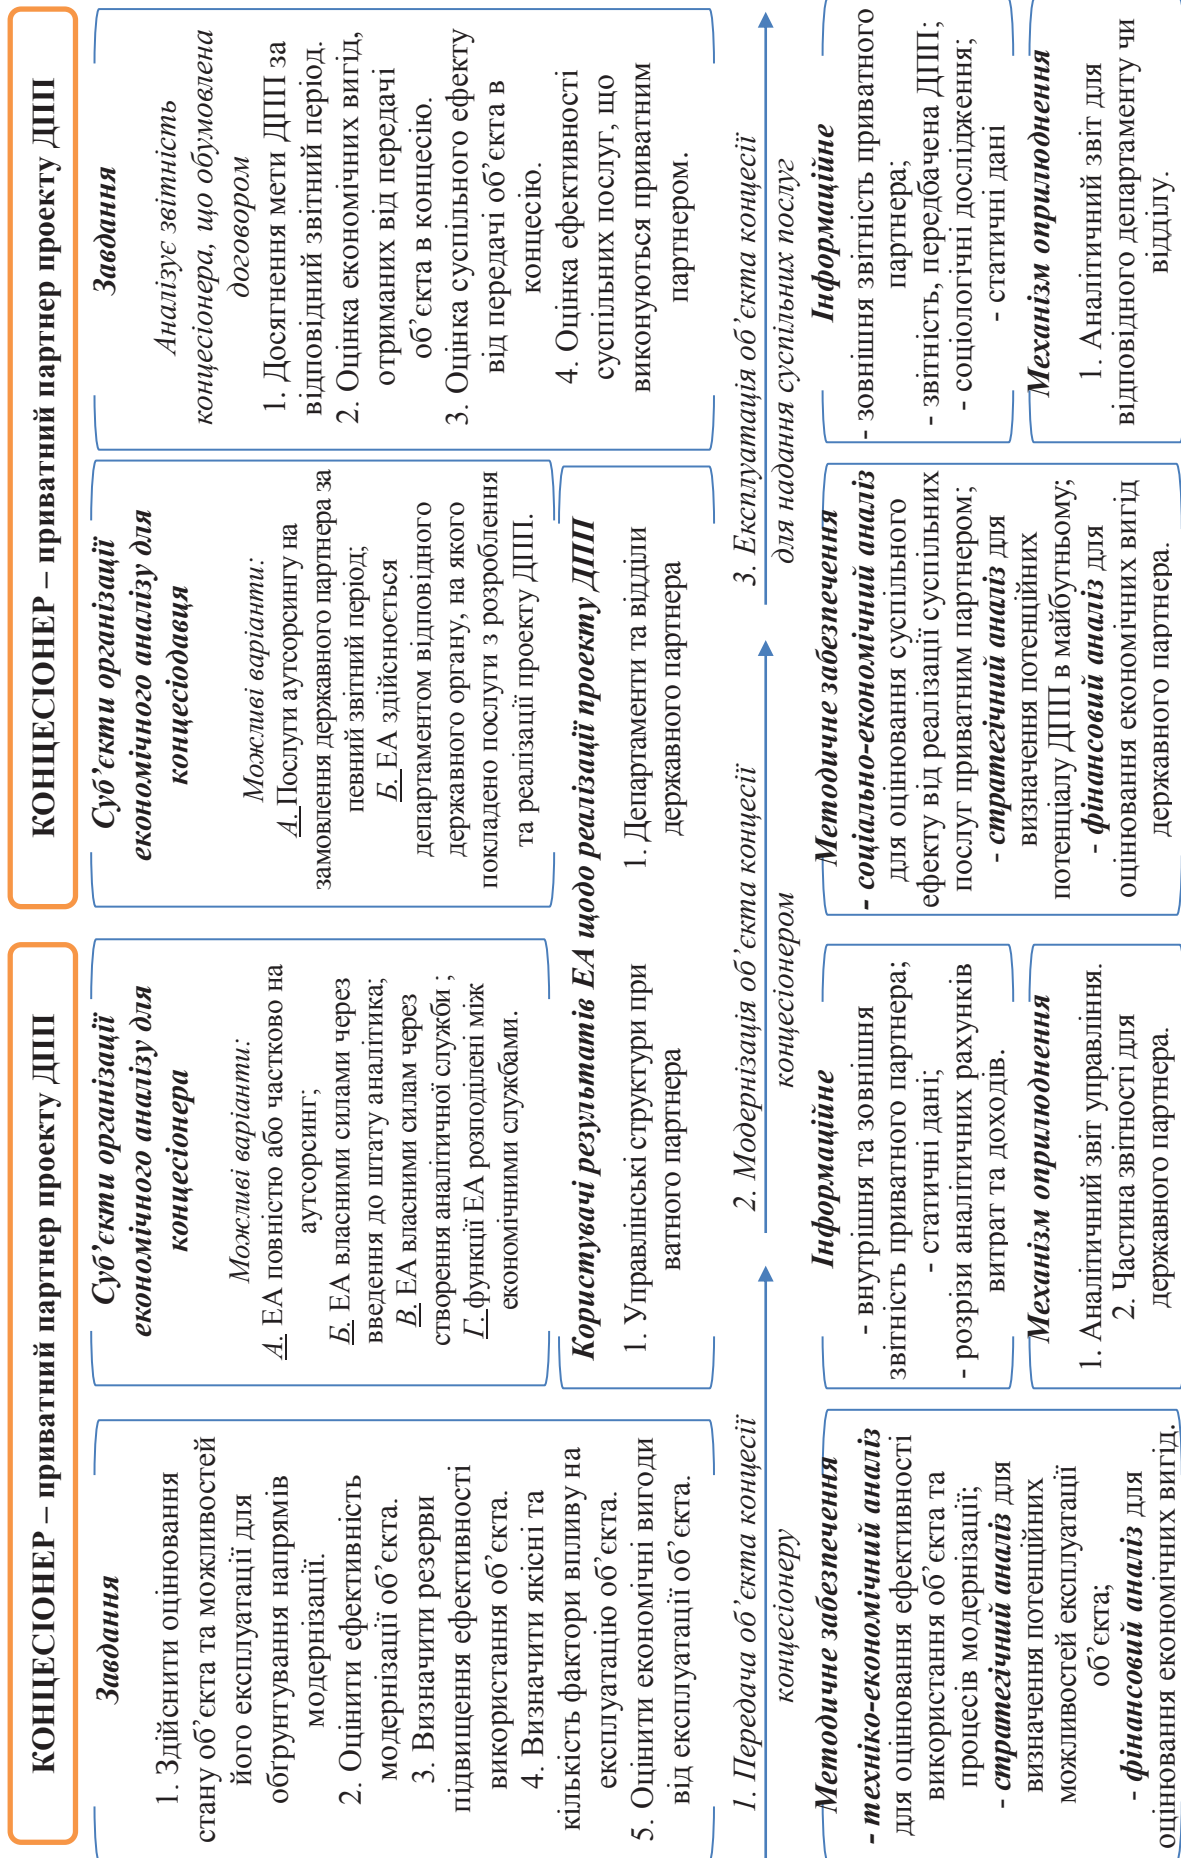 КОНЦЕСІОНЕР – приватний партнер проекту ДПП
Завдання
1. Здійснити оцінювання
стану об’єкта та можливостей
його експлуатації для
обґрунтування напрямів
модернізації.
2. Оцінити ефективність
модернізації об’єкта.
3. Визначити резерви
підвищення ефективності
використання об’єкта.
4. Визначити якісні та
кількість фактори впливу на
експлуатацію об’єкта.
5. Оцінити економічні вигоди
від експлуатації об’єкта.
Суб’єкти організації
економічного аналізу для
концесіонера
Можливі варіанти:
А. ЕА повністю або частково на
аутсорсинг;
Б. ЕА власними силами через
введення до штату аналітика;
В. ЕА власними силам через
створення аналітичної служби ;
Г. функції ЕА розподілені між
економічними службами.
КОНЦЕСІОНЕР – приватний партнер проекту ДПП
Суб’єкти організації
економічного аналізу для
концесіодавця
Можливі варіанти:
А. Послуги аутсорсингу на
замовлення державного партнера за
певний звітний період;
Б. ЕА здійснюється
департаментом відповідного
державного органу, на якого
покладено послуги з розроблення
та реалізації проекту ДПП.
Завдання
Аналізує звітність
концесіонера, що обумовлена
договором
1. Досягнення мети ДПП за
відповідний звітний період.
2. Оцінка економічних вигід,
отриманих від передачі
об’єкта в концесію.
3. Оцінка суспільного ефекту
від передачі об’єкта в
концесію.
4. Оцінка ефективності
суспільних послуг, що
виконуються приватним
партнером.
Користувачі результатів ЕА щодо реалізації проекту ДПП
1. Управлінські структури при
ватного партнера
1. Департаменти та відділи
державного партнера
1. Передача об’єкта концесії
концесіонеру
2. Модернізація об’єкта концесії
концесіонером
3. Експлуатація об’єкта концесії
для надання суспільних послуг
Методичне забезпечення
- техніко-економічний аналіз
для оцінювання ефективності
використання об’єкта та
процесів модернізації;
- стратегічний аналіз для
визначення потенційних
можливостей експлуатації
об’єкта;
- фінансовий аналіз для
оцінювання економічних вигід.
Інформаційне
- внутрішня та зовнішня
звітність приватного партнера;
- статичні дані;
- розрізи аналітичних рахунків
витрат та доходів.
Механізм оприлюднення
1. Аналітичний звіт управління.
2. Частина звітності для
державного партнера.
Методичне забезпечення
- соціально-економічний аналіз
для оцінювання суспільного
ефекту від реалізації суспільних
послуг приватним партнером;
- стратегічний аналіз для
визначення потенційних
потенціалу ДПП в майбутньому;
- фінансовий аналіз для
оцінювання економічних вигід
державного партнера.
Інформаційне
- зовнішня звітність приватного
партнера;
- звітність, передбачена ДПП;
- соціологічні дослідження;
- статичні дані
Механізм оприлюднення
1. Аналітичний звіт для
відповідного департаменту чи
відділу.